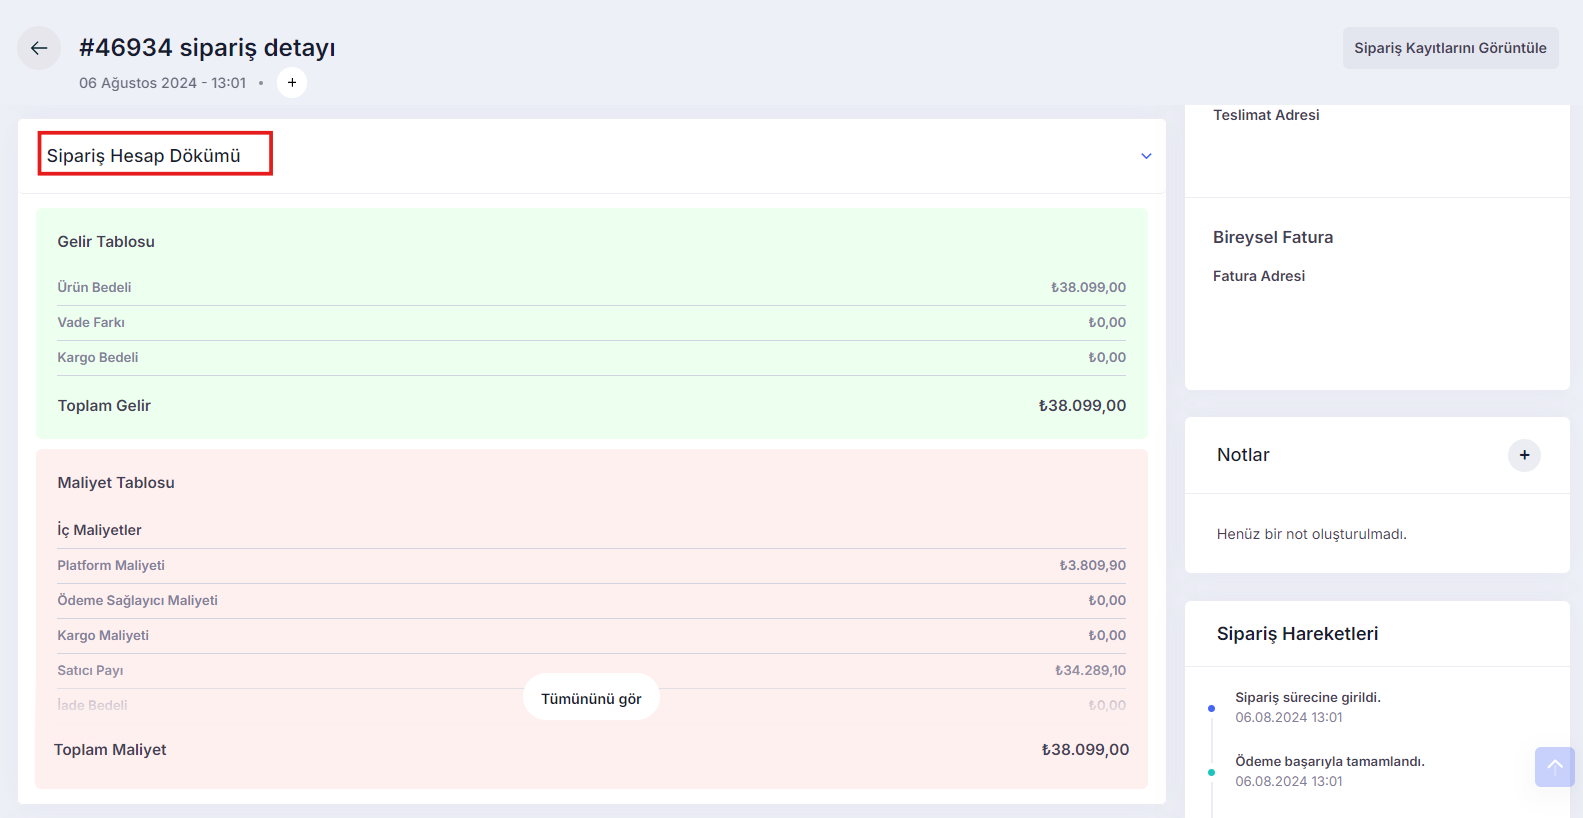 #46934 sipariş detayı
06 Ağustos 2024 - 13:01 • +
Sipariş Kayıtlarını Görüntüle
Sipariş Hesap Dökümü
Gelir Tablosu
Ürün Bedeli ₺38.099,00
Vade Farkı ₺0,00
Kargo Bedeli ₺0,00
Toplam Gelir ₺38.099,00
Maliyet Tablosu
İç Maliyetler
Platform Maliyeti ₺3.809,90
Ödeme Sağlayıcı Maliyeti ₺0,00
Kargo Maliyeti ₺0,00
Satıcı Payı ₺34.289,10
İade Bedeli ₺0,00
Tümününü gör
Toplam Maliyet ₺38.099,00
Teslimat Adresi
Bireysel Fatura
Fatura Adresi
Notlar +
Henüz bir not oluşturulmadı.
Sipariş Hareketleri
Sipariş sürecine girildi.
06.08.2024 13:01
Ödeme başarıyla tamamlandı.
06.08.2024 13:01